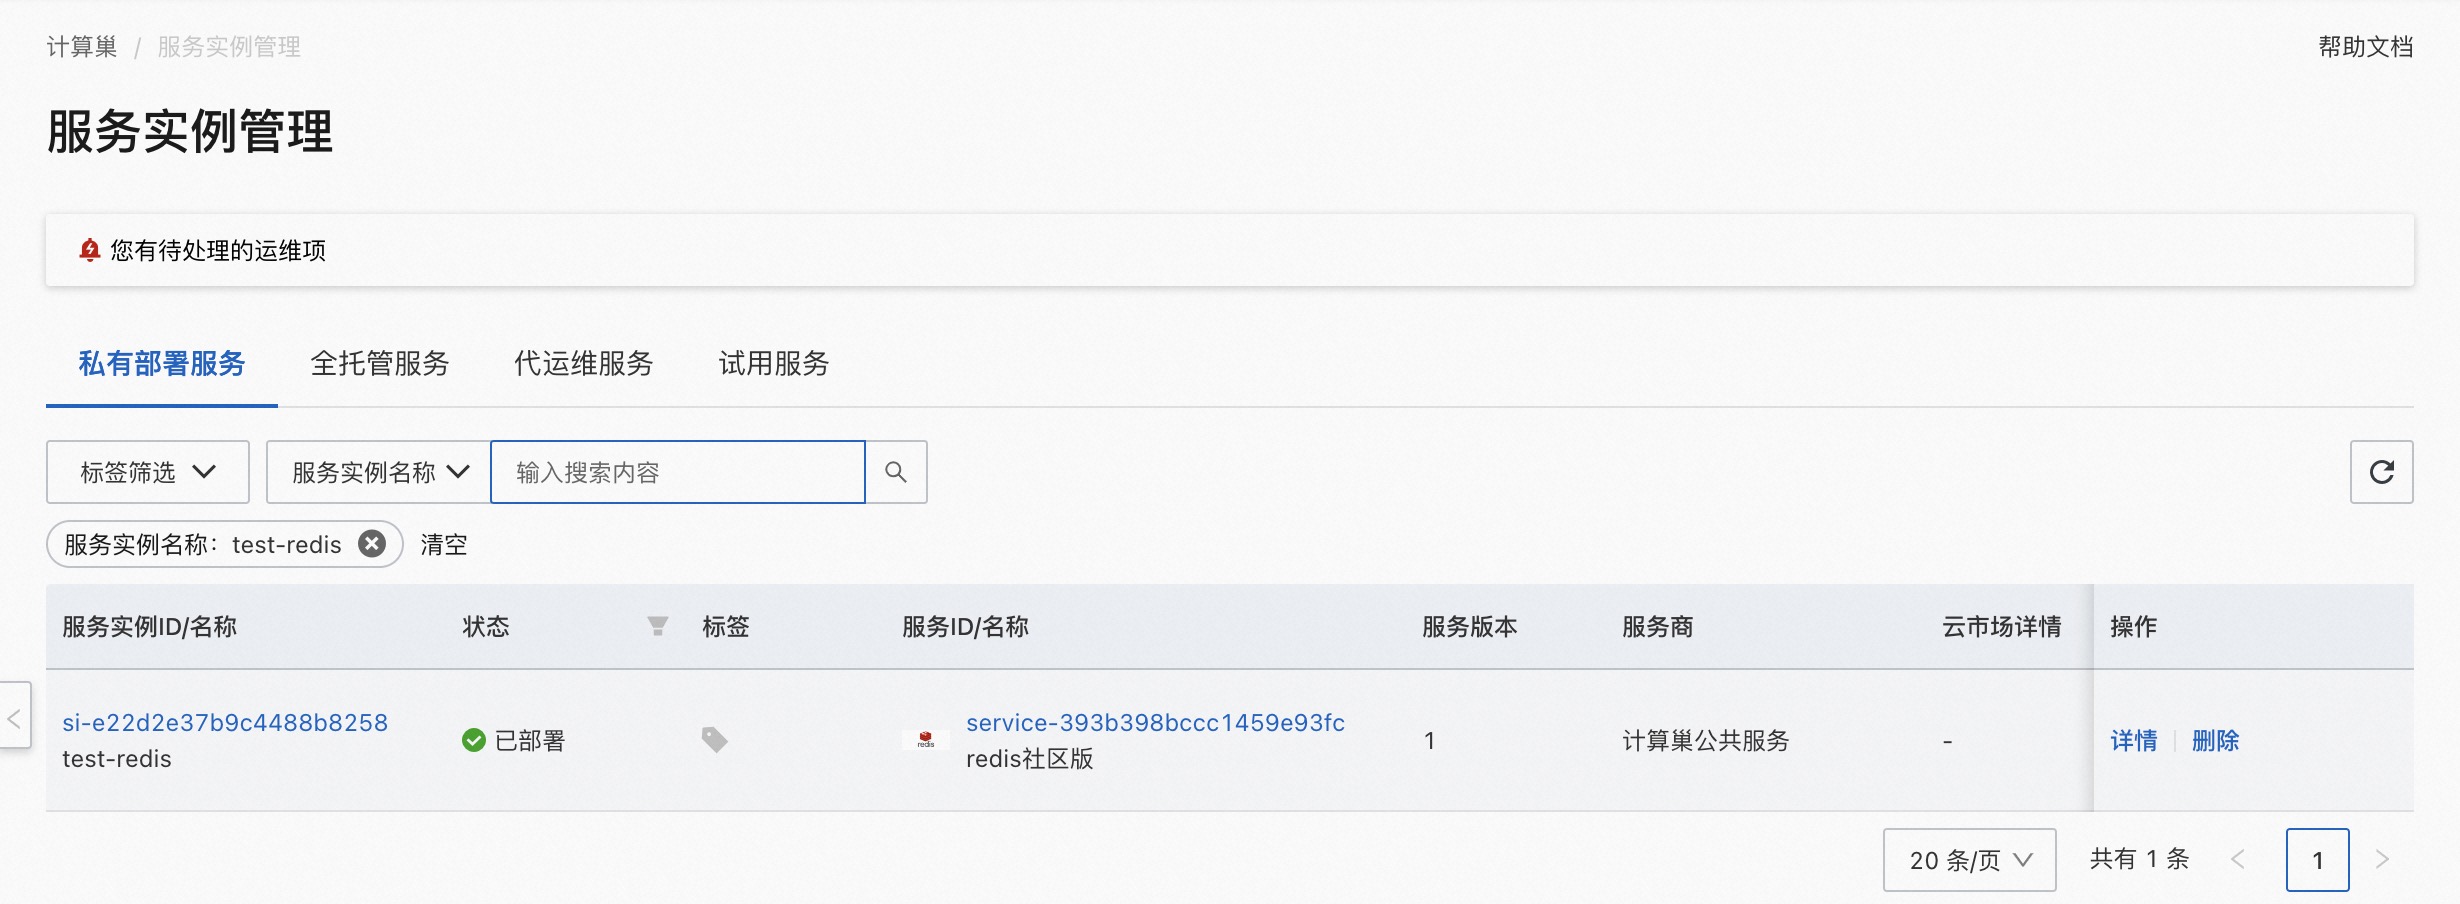 计算巢 / 服务实例管理
帮助文档
服务实例管理
您有待处理的运维项
私有部署服务 全托管服务 代运维服务 试用服务
标签筛选 服务实例名称 输入搜索内容
服务实例名称：test-redis 清空
服务实例ID/名称 状态 标签 服务ID/名称 服务版本 服务商 云市场详情 操作
si-e22d2e37b9c4488b8258
test-redis
已部署
redis
service-393b398bccc1459e93fc
redis社区版
1
计算巢公共服务
-
详情 删除
20 条/页 共有 1 条 1